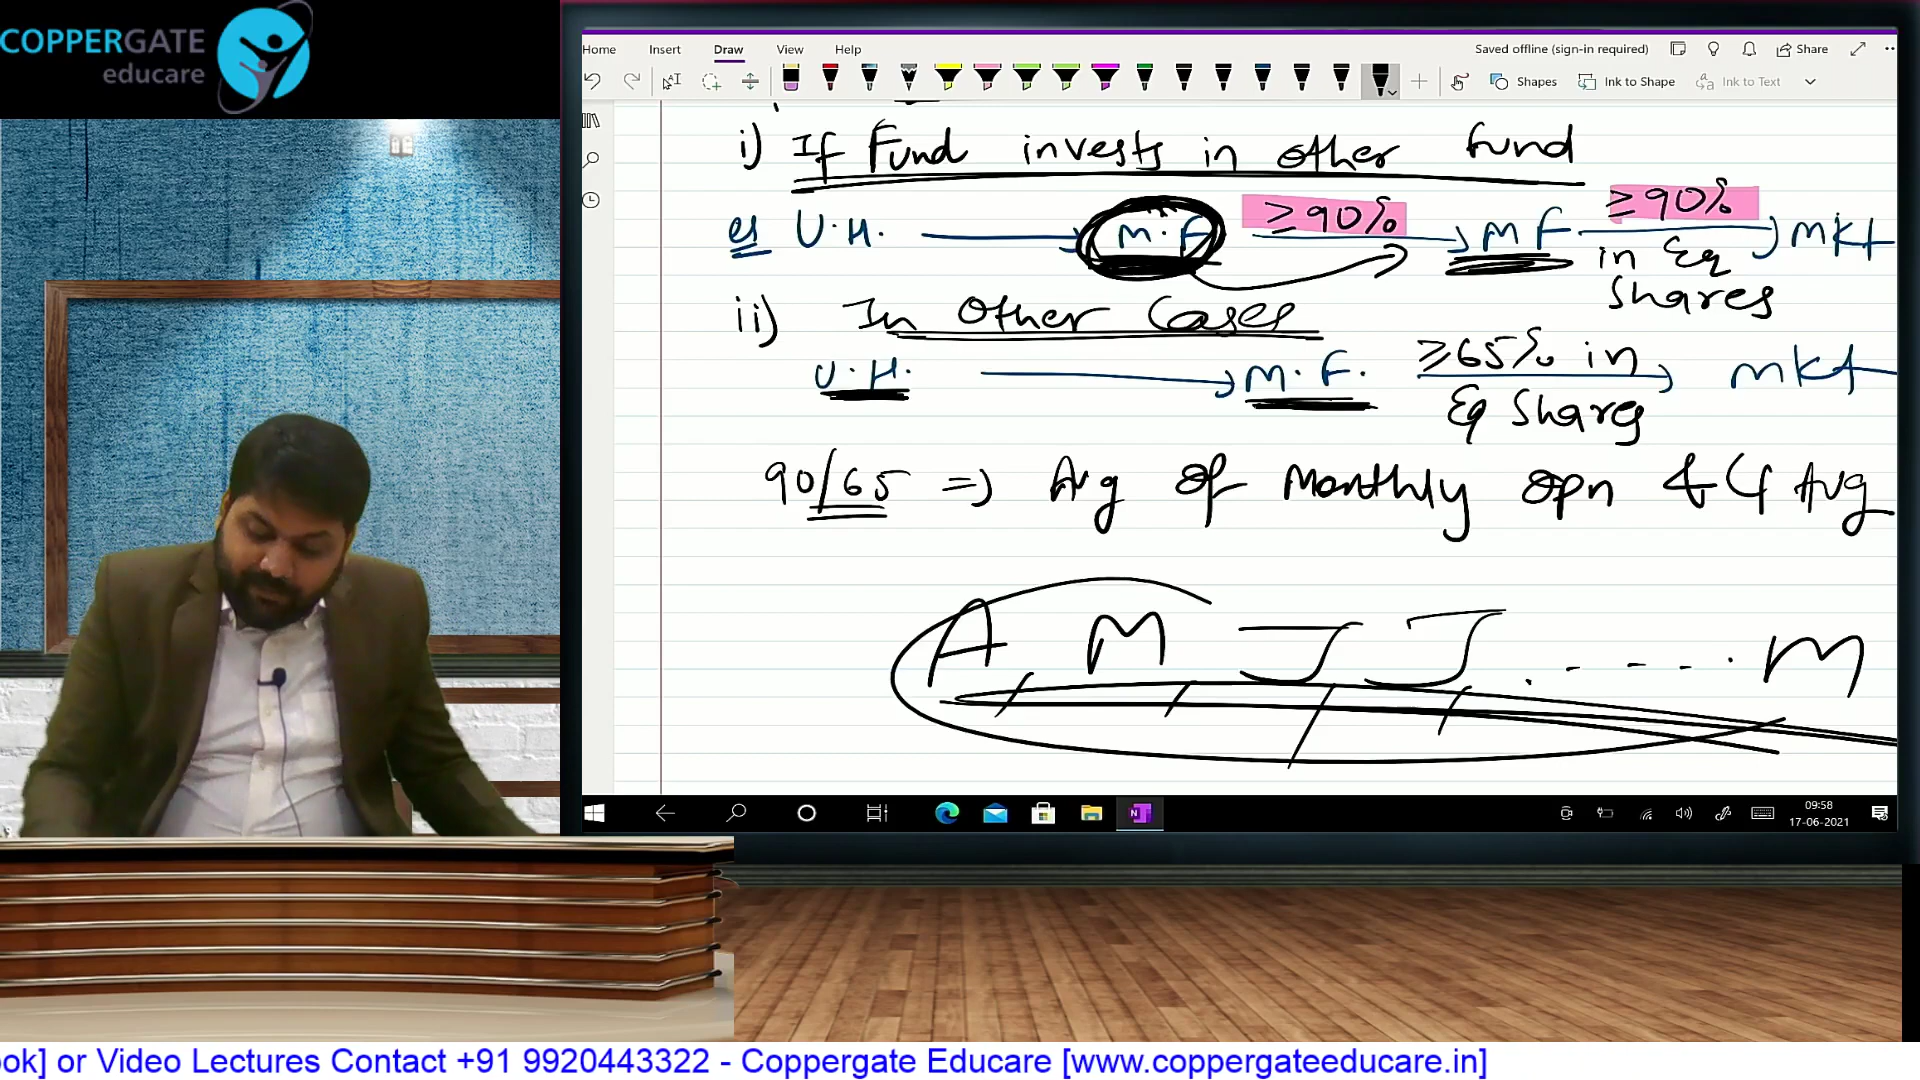 COPPERGATE
educare
Home Insert Draw View Help Saved offline (sign-in required) Share
Shapes Ink to Shape Ink to Text
i) If Fund invests in other fund
eg U.H. M.F ≥90% MF ≥90% mkt
in Eq
Shares
ii) In Other Cases
U.H. M.F. ≥65% in mkt
Eq Shares
90/65 => Avg of Monthly opn & Cl Avg
A, M J J . - - - . M
09:58
17-06-2021
ok] or Video Lectures Contact +91 9920443322 - Coppergate Educare [www.coppergateeducare.in]